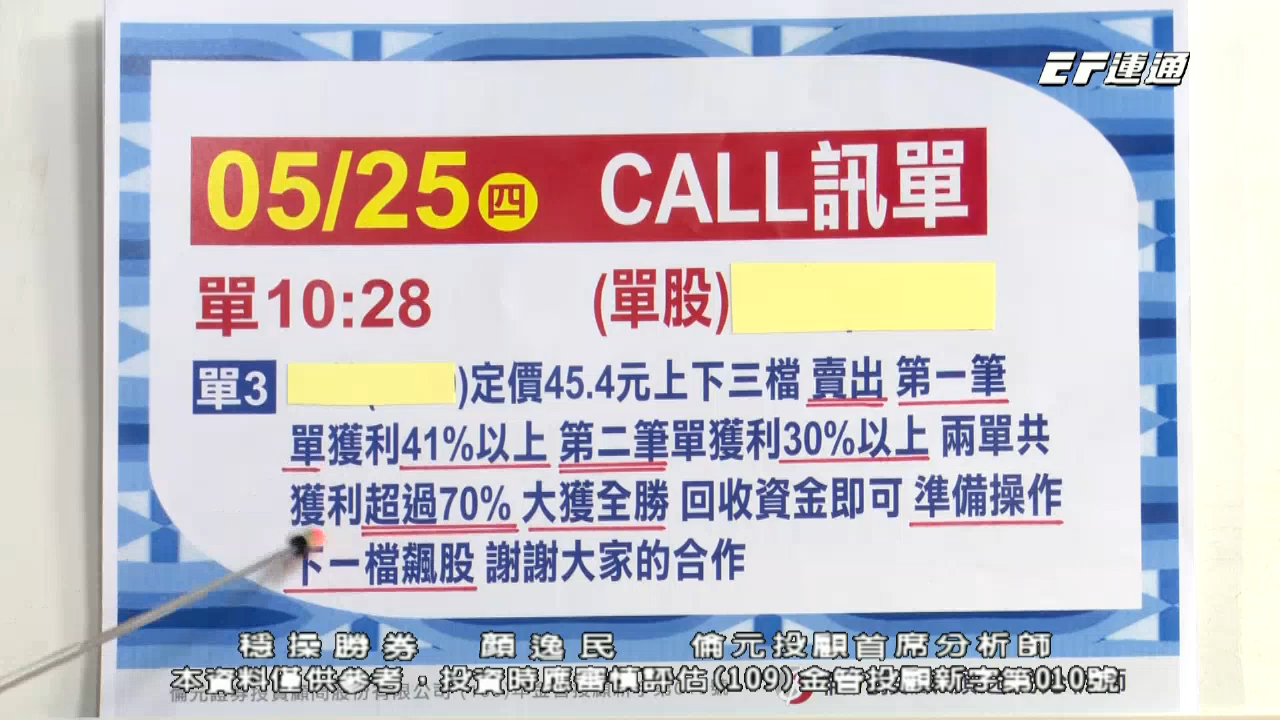 EF運通
05/25四 CALL訊單
單10:28 (單股)
單3 )定價45.4元上下三檔 賣出 第一筆
單獲利41%以上 第二筆單獲利30%以上 兩單共
獲利超過70% 大獲全勝 回收資金即可 準備操作
下一檔飆股 謝謝大家的合作
穩操勝券 顏逸民 倫元投顧首席分析師
本資料僅供參考，投資時應審慎評估(109)金管投顧新字第010號